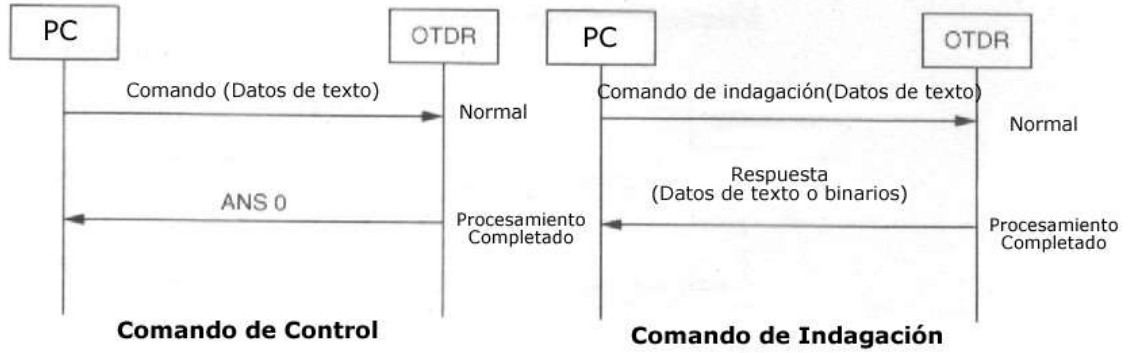 PC
OTDR
Comando (Datos de texto)
Normal
ANS 0
Procesamiento
Completado
Comando de Control
PC
OTDR
Comando de indagación(Datos de texto)
Normal
Respuesta
(Datos de texto o binarios)
Procesamiento
Completado
Comando de Indagación